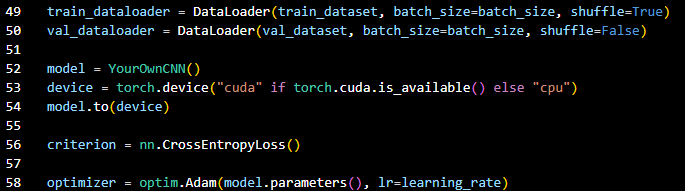 49 train_dataloader = DataLoader(train_dataset, batch_size=batch_size, shuffle=True)
50 val_dataloader = DataLoader(val_dataset, batch_size=batch_size, shuffle=False)
51
52 model = YourOwnCNN()
53 device = torch.device("cuda" if torch.cuda.is_available() else "cpu")
54 model.to(device)
55
56 criterion = nn.CrossEntropyLoss()
57
58 optimizer = optim.Adam(model.parameters(), lr=learning_rate)